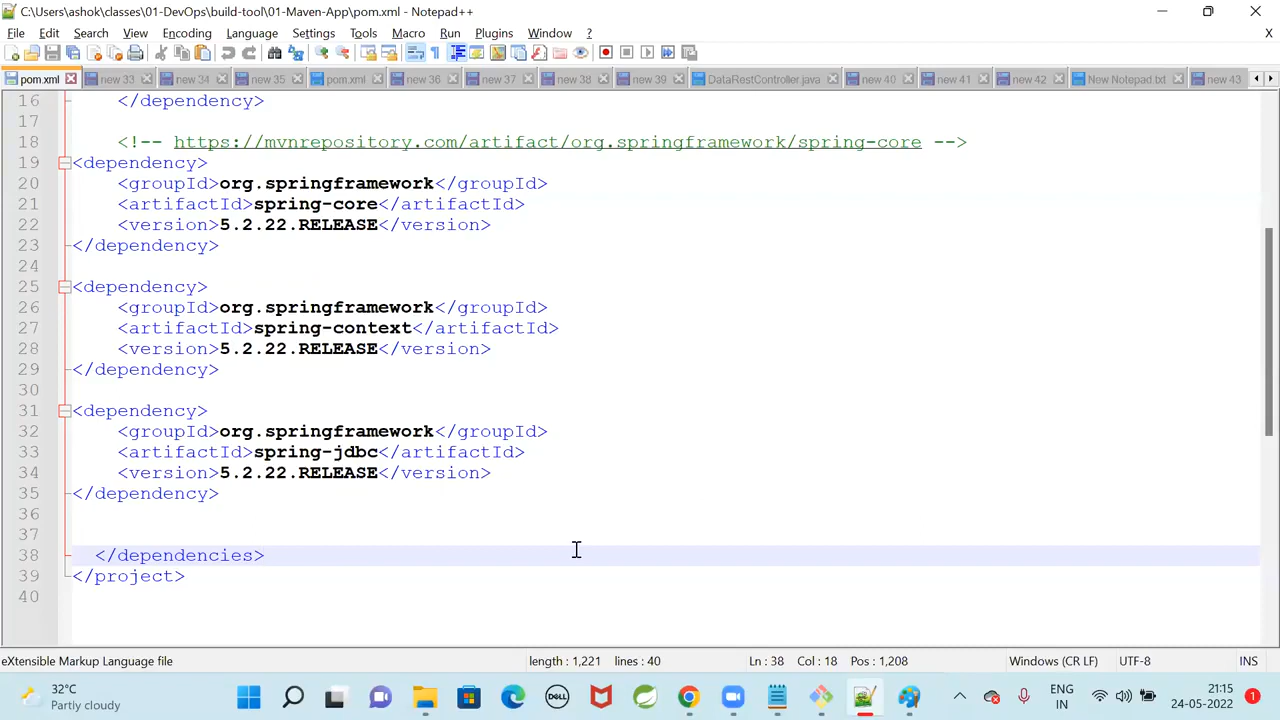 C:\Users\ashok\classes\01-DevOps\build-tool\01-Maven-App\pom.xml - Notepad++
File Edit Search View Encoding Language Settings Tools Macro Run Plugins Window ? X
pom.xml new 33 new 34 new 35 pom.xml new 36 new 37 new 38 new 39 DataRestController.java new 40 new 41 new 42 New Notepad.txt new 43
16 </dependency>
17
18 <!-- https://mvnrepository.com/artifact/org.springframework/spring-core -->
19 <dependency>
20 <groupId>org.springframework</groupId>
21 <artifactId>spring-core</artifactId>
22 <version>5.2.22.RELEASE</version>
23 </dependency>
24
25 <dependency>
26 <groupId>org.springframework</groupId>
27 <artifactId>spring-context</artifactId>
28 <version>5.2.22.RELEASE</version>
29 </dependency>
30
31 <dependency>
32 <groupId>org.springframework</groupId>
33 <artifactId>spring-jdbc</artifactId>
34 <version>5.2.22.RELEASE</version>
35 </dependency>
36
37
38 </dependencies>
39 </project>
40
eXtensible Markup Language file length : 1,221 lines : 40 Ln : 38 Col : 18 Pos : 1,208 Windows (CR LF) UTF-8 INS
32°C
Partly cloudy
DELL
ENG
IN
21:15
24-05-2022
1